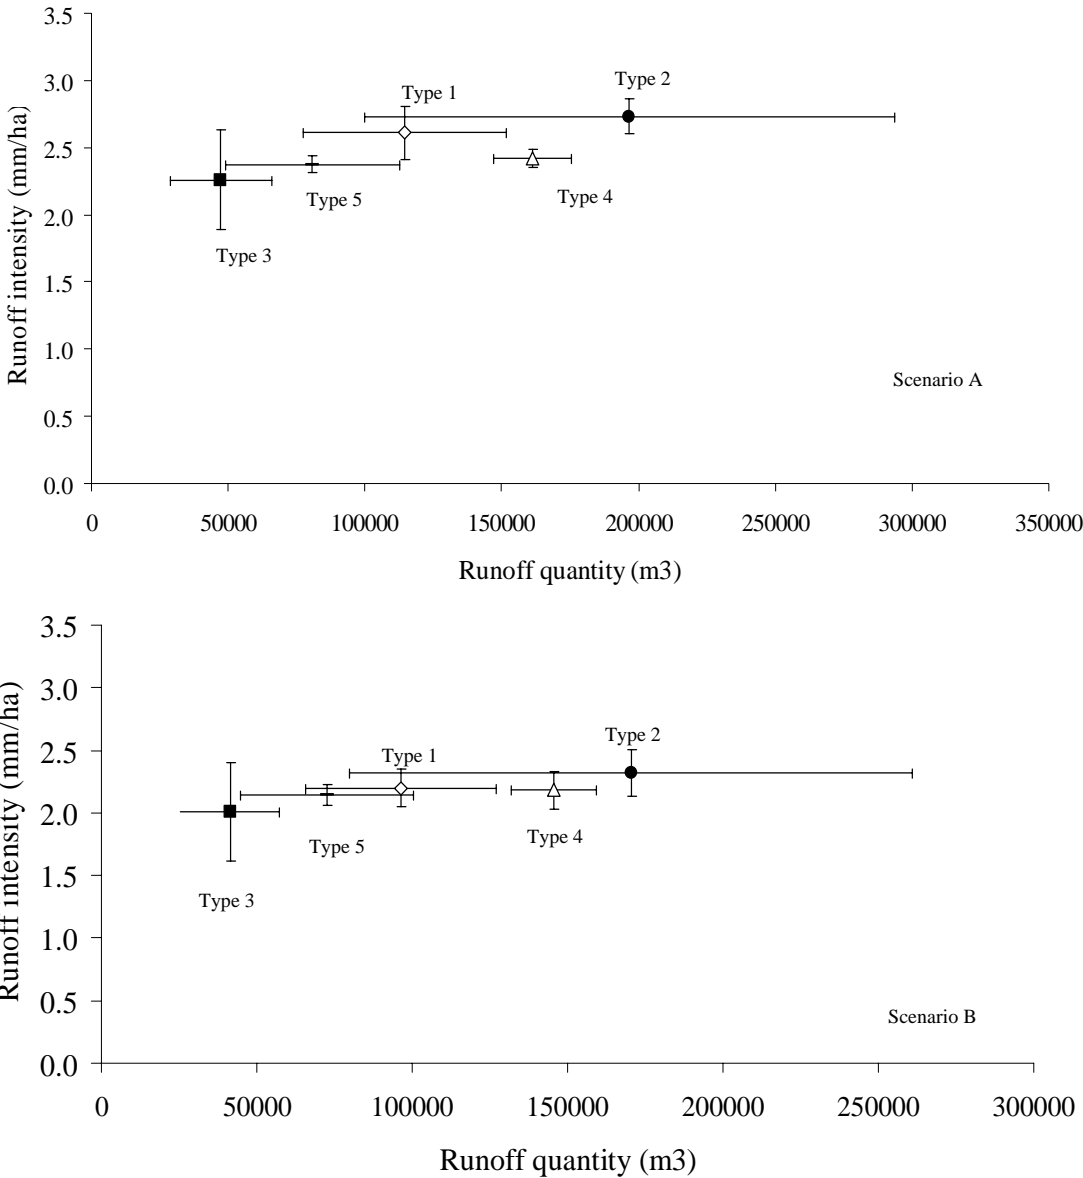 3.5
3.0
2.5
2.0
1.5
1.0
0.5
0.0
Runoff intensity (mm/ha)
Type 1
Type 2
Type 5
Type 4
Type 3
Scenario A
0 50000 100000 150000 200000 250000 300000 350000
Runoff quantity (m3)
3.5
3.0
2.5
2.0
1.5
1.0
0.5
0.0
Runoff intensity (mm/ha)
Type 2
Type 1
Type 4
Type 5
Type 3
Scenario B
0 50000 100000 150000 200000 250000 300000
Runoff quantity (m3)